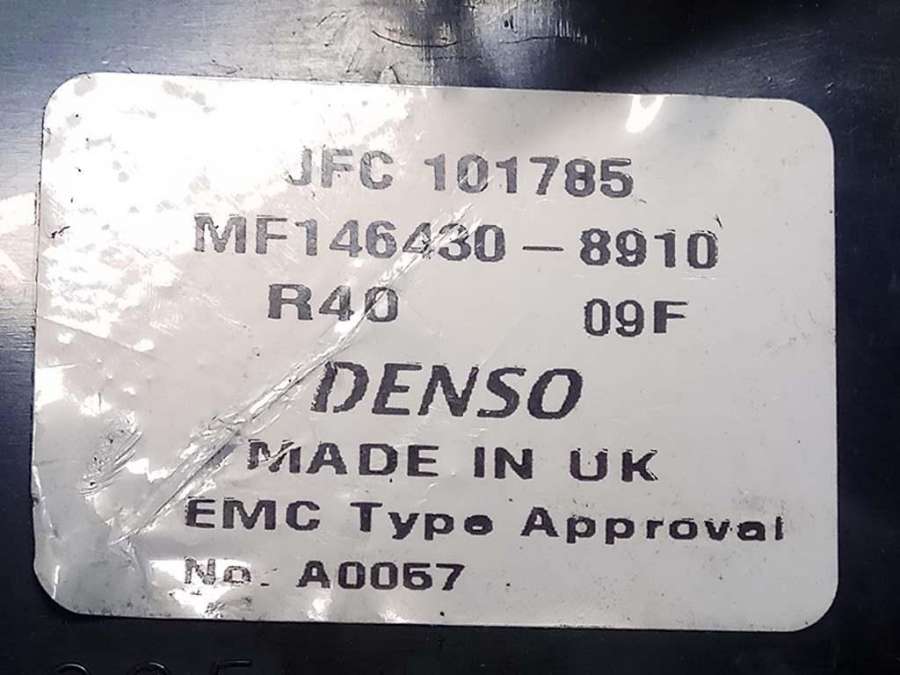 JFC 101785
MF146430-8910
R40 09F
DENSO
MADE IN UK
EMC Type Approval
No. A0057